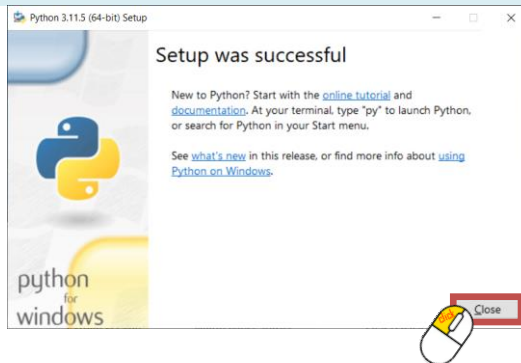 Python 3.11.5 (64-bit) Setup
Setup was successful
New to Python? Start with the online tutorial and
documentation. At your terminal, type "py" to launch Python,
or search for Python in your Start menu.
See what's new in this release, or find more info about using
Python on Windows.
python
for
windows
click
Close